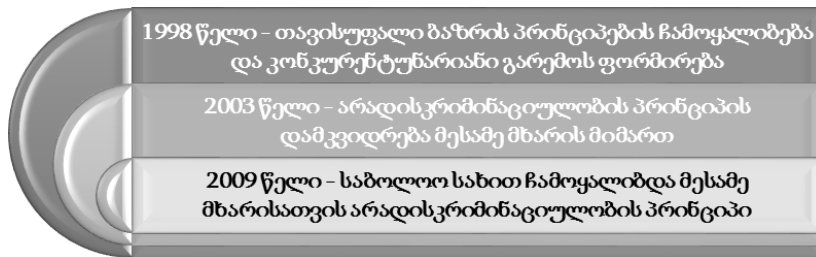 1998 წელი – თავისუფალი ბაზრის პრინციპების ჩამოყალიბება
და კონკურენტუნარიანი გარემოს ფორმირება
2003 წელი – არადისკრიმინაციულობის პრინციპის
დამკვიდრება მესამე მხარის მიმართ
2009 წელი – საბოლოო სახით ჩამოყალიბდა მესამე
მხარისათვის არადისკრიმინაციულობის პრინციპი